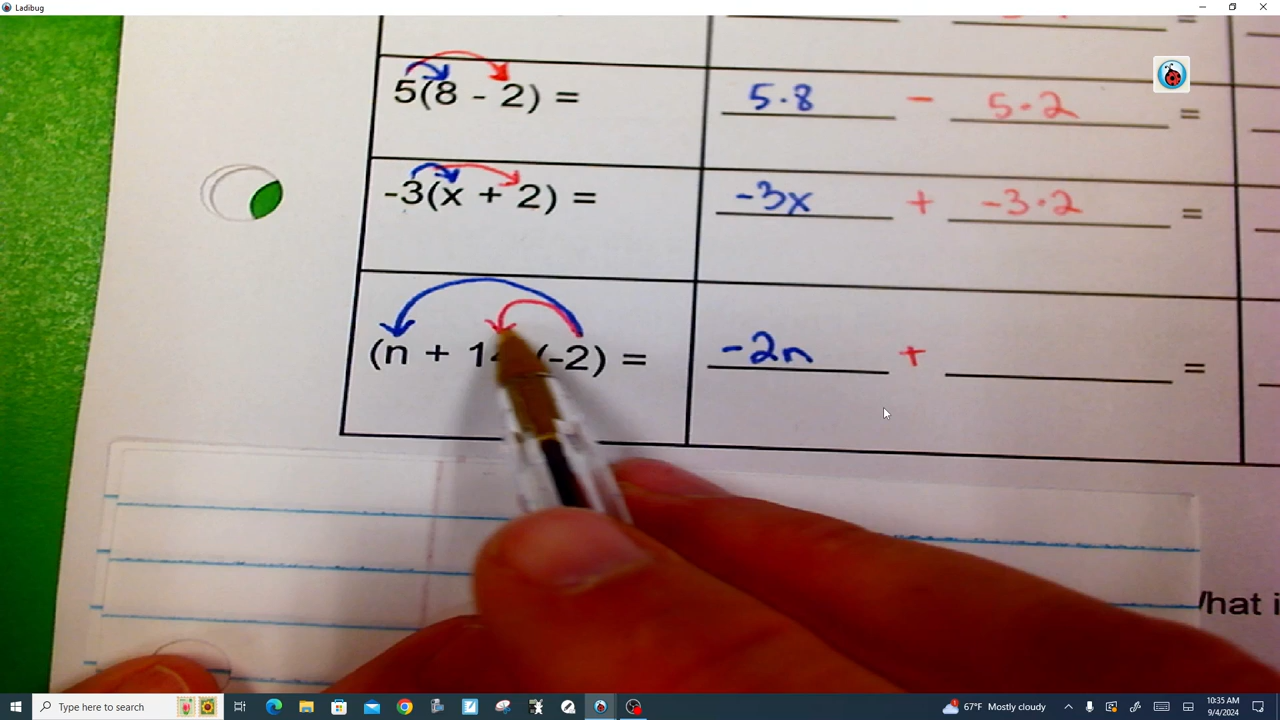 Ladibug
5(8 - 2) = 5·8 - 5·2 =
-3(x + 2) = -3x + -3·2 =
(n + 1 (-2) = -2n + =
What i
Type here to search
67°F Mostly cloudy
10:35 AM
9/4/2024